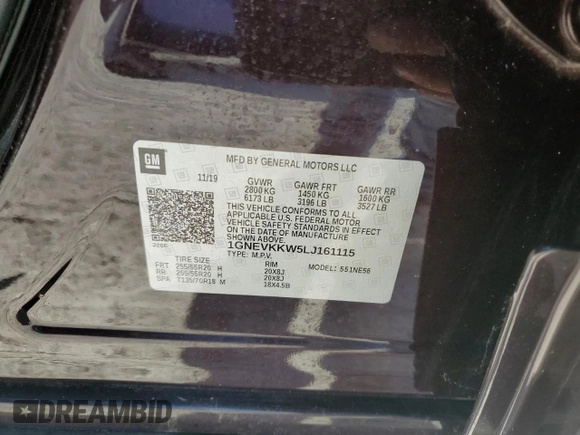 GM
MFD BY GENERAL MOTORS LLC
11/19
GVWR GAWR FRT GAWR RR
2800 KG 1450 KG 1600 KG
6173 LB 3196 LB 3527 LB
THIS VEHICLE CONFORMS TO ALL
APPLICABLE U.S. FEDERAL MOTOR
VEHICLE SAFETY STANDARDS IN
EFFECT ON THE DATE OF MANUFACTURE
SHOWN ABOVE.
1GNEVKKW5LJ161115
TYPE: M.P.V. MODEL: 551NE56
TIRE SIZE RIM
FRT 255/55R20 H 20X8J
RR 255/55R20 H 20X8J
SPA T135/70R18 M 18X4.5B
DREAMBID